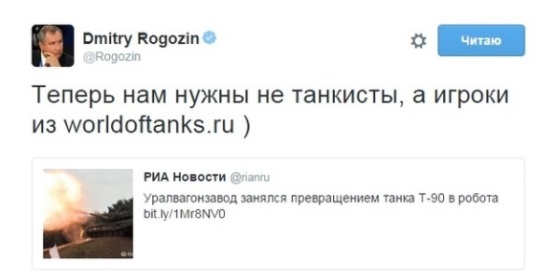 Dmitry Rogozin
@Rogozin
Читаю
Теперь нам нужны не танкисты, а игроки
из worldoftanks.ru )
РИА Новости @rianru
Уралвагонзавод занялся превращением танка Т-90 в робота
bit.ly/1Mr8NV0